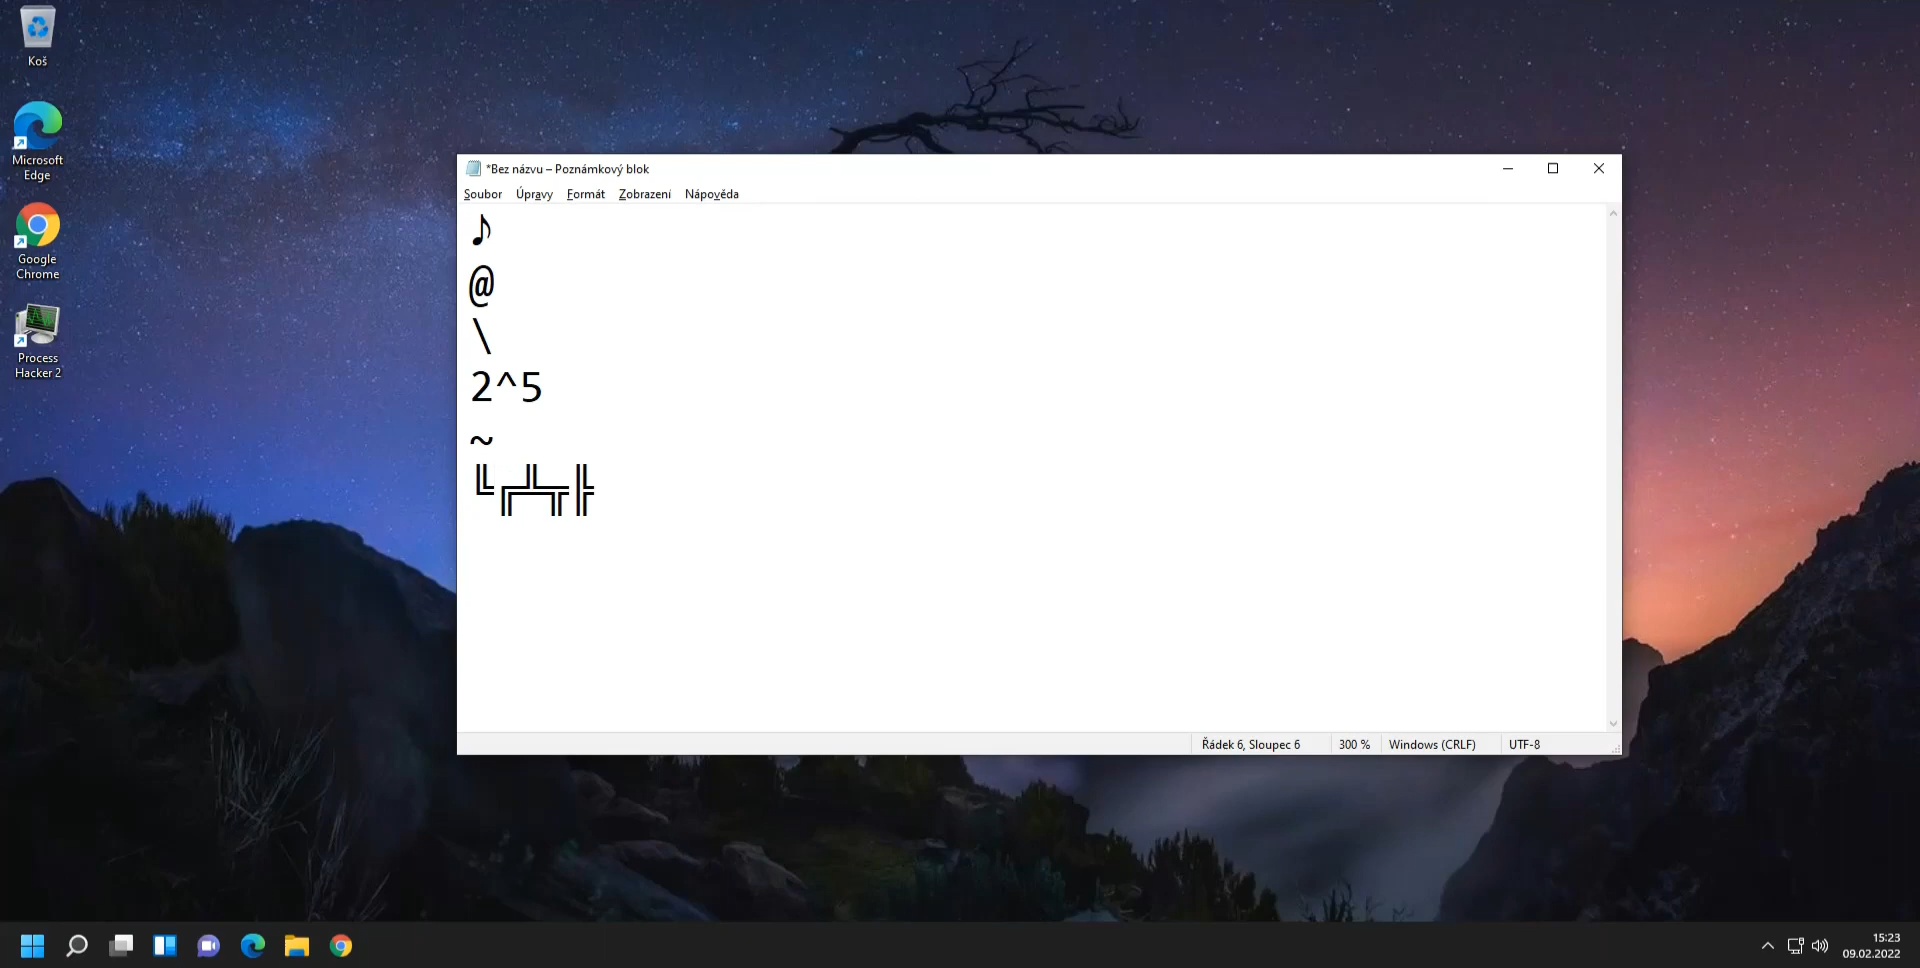 Koš
Microsoft
Edge
Google
Chrome
Process
Hacker 2
*Bez názvu – Poznámkový blok
Soubor Úpravy Formát Zobrazení Nápověda
♪
@
\
2^5
~
╚╔╩╦╠
Řádek 6, Sloupec 6 300 % Windows (CRLF) UTF-8
15:23
09.02.2022